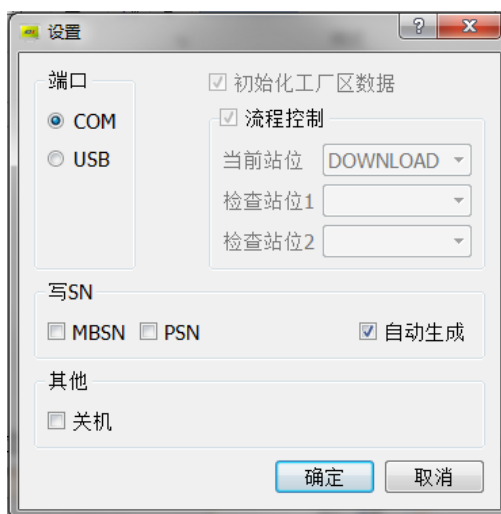 设置
端口
COM
USB
初始化工厂区数据
流程控制
当前站位 DOWNLOAD
检查站位1
检查站位2
写SN
MBSN PSN 自动生成
其他
关机
确定 取消